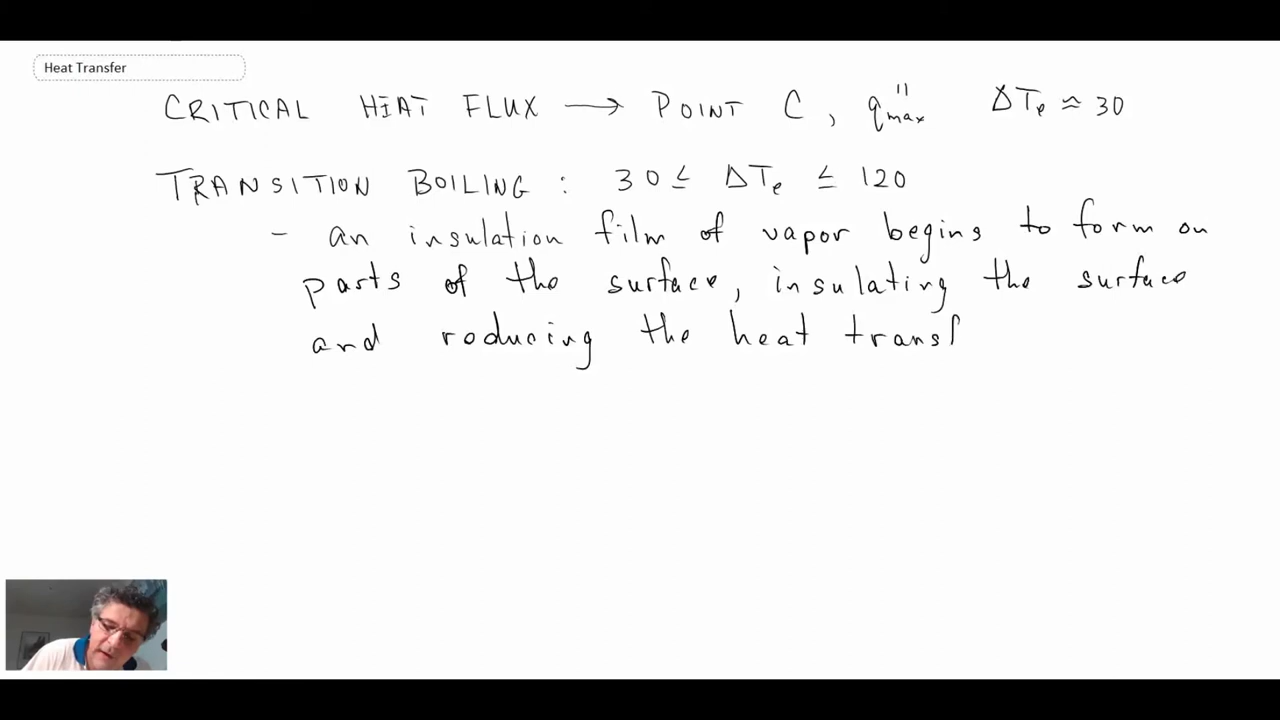 Heat Transfer
CRITICAL HEAT FLUX → POINT C, q''max ΔTe ≈ 30
TRANSITION BOILING : 30 ≤ ΔTe ≤ 120
- an insulation film of vapor begins to form on
parts of the surface, insulating the surface
and reducing the heat transf